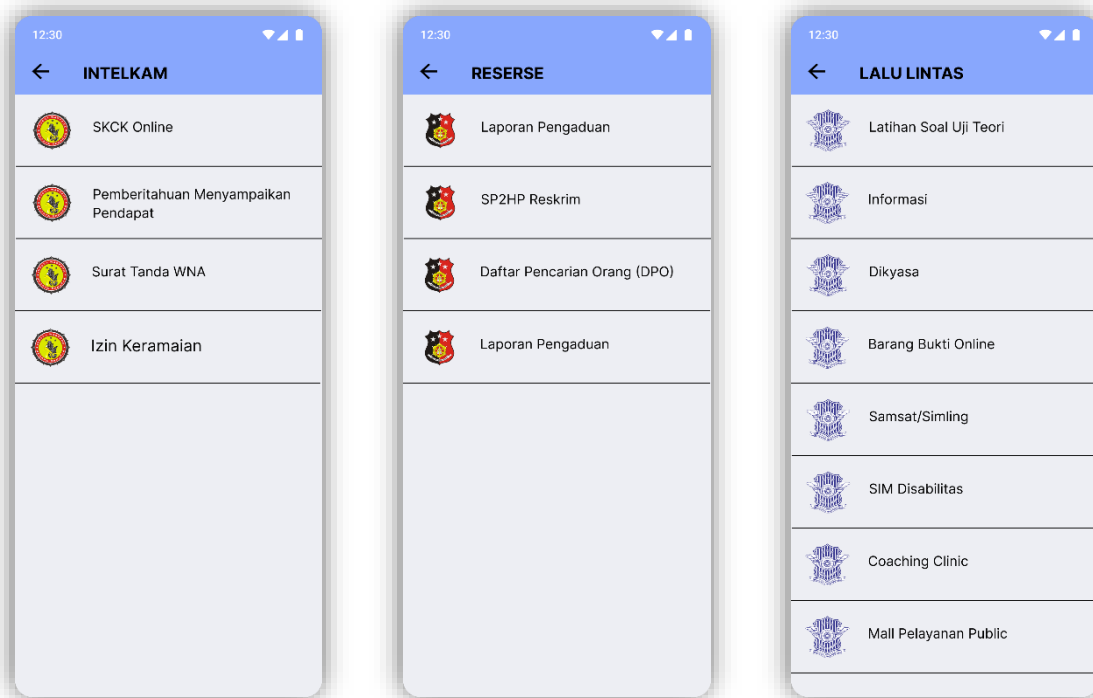 12:30
INTELKAM
SKCK Online
Pemberitahuan Menyampaikan
Pendapat
Surat Tanda WNA
Izin Keramaian
12:30
RESERSE
Laporan Pengaduan
SP2HP Reskrim
Daftar Pencarian Orang (DPO)
Laporan Pengaduan
12:30
LALU LINTAS
Latihan Soal Uji Teori
Informasi
Dikyasa
Barang Bukti Online
Samsat/Simling
SIM Disabilitas
Coaching Clinic
Mall Pelayanan Public